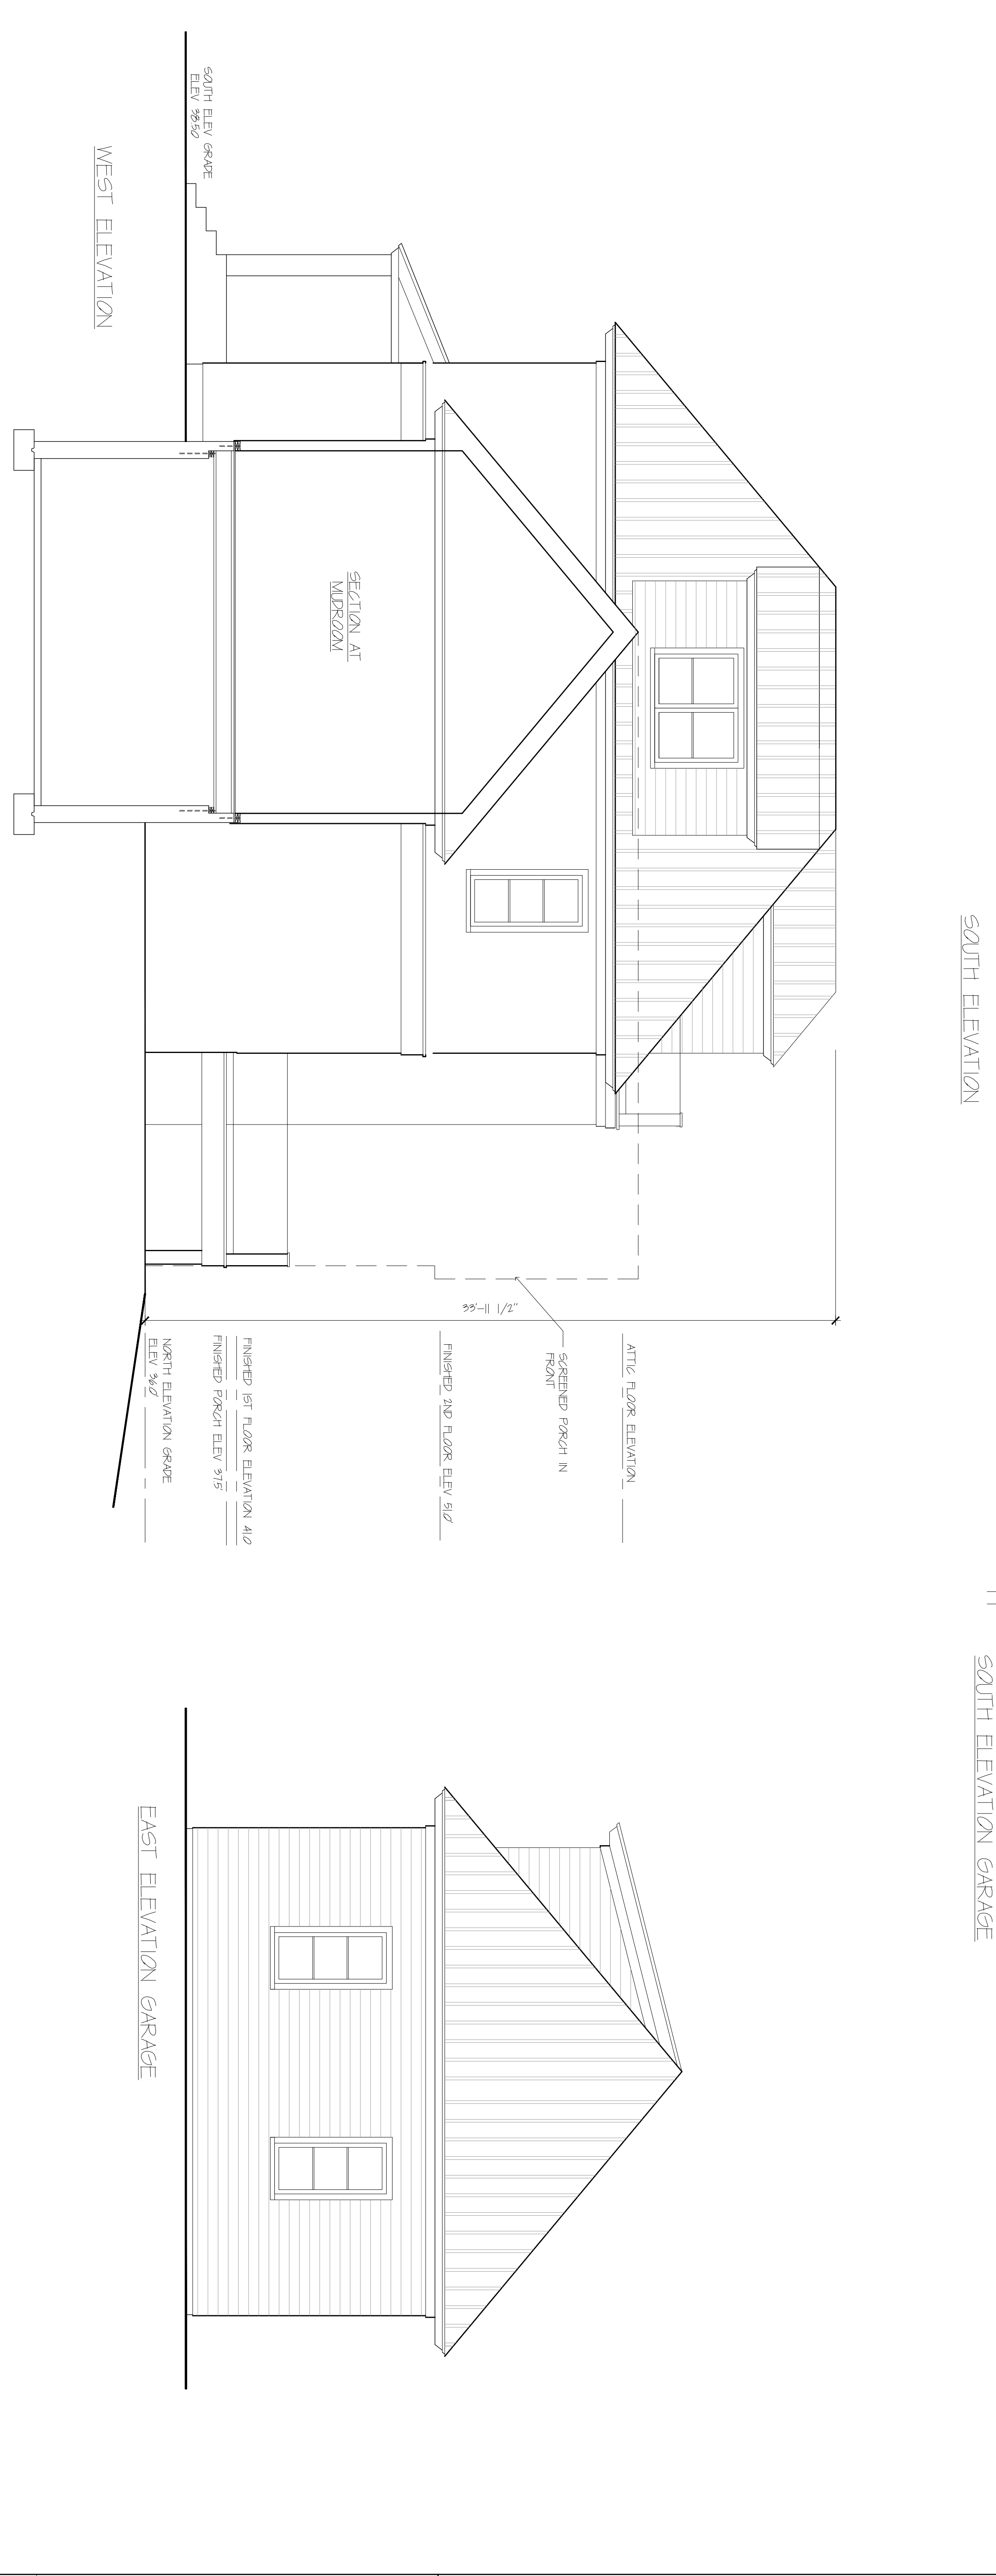 SOUTH ELEVATION
SOUTH ELEVATION GARAGE
ATTIC FLOOR ELEVATION
SCREENED PORCH IN
FRONT
33'-11 1/2"
FINISHED 2ND FLOOR ELEV 51.0'
SECTION AT
MUDROOM
FINISHED 1ST FLOOR ELEVATION 41.0
FINISHED PORCH ELEV 37.5'
SOUTH ELEV GRADE
ELEV 38.50
NORTH ELEVATION GRADE
ELEV 36.0'
WEST ELEVATION
EAST ELEVATION GARAGE